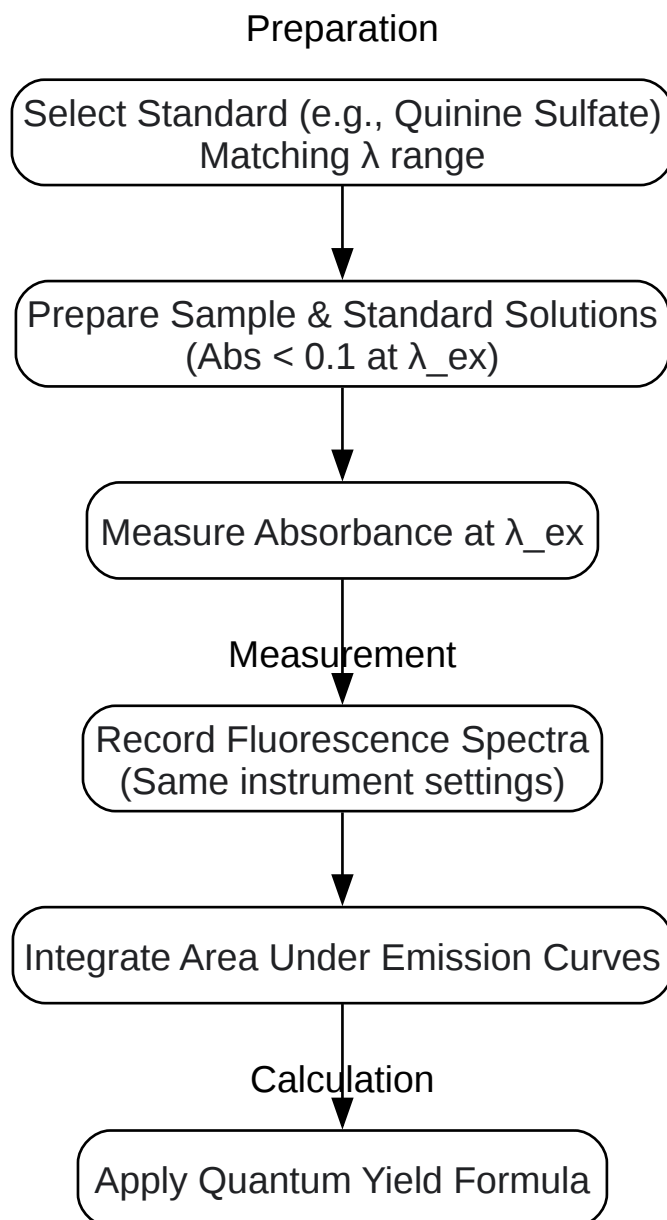 Preparation
Select Standard (e.g., Quinine Sulfate)
Matching λ range
Prepare Sample & Standard Solutions
(Abs < 0.1 at λ_ex)
Measure Absorbance at λ_ex
Measurement
Record Fluorescence Spectra
(Same instrument settings)
Integrate Area Under Emission Curves
Calculation
Apply Quantum Yield Formula